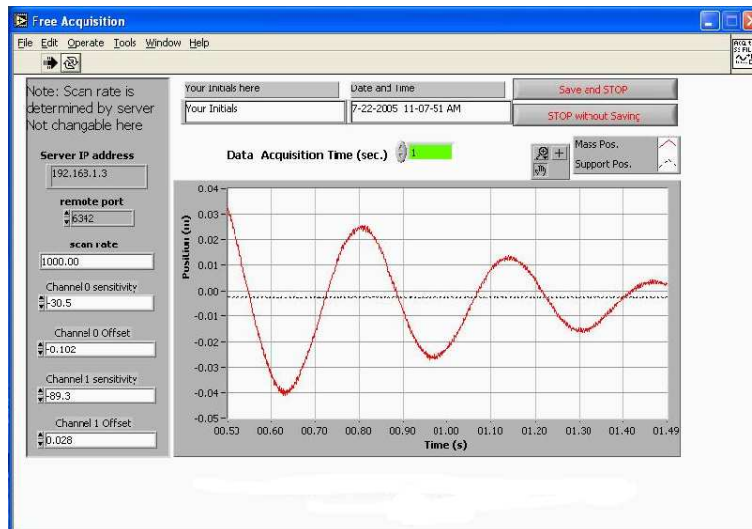 Free Acquisition
File Edit Operate Tools Window Help
Note: Scan rate is
determined by server
Not changable here
Server IP address
192.163.1.3
remote port
6342
scan rate
1000.00
Channel 0 sensitivity
-30.5
Channel 0 Offset
-0.102
Channel 1 sensitivity
-89.3
Channel 1 Offset
0.028
Your Initials here
Date and Time
Your Initials
7-22-2005 11-07-51 AM
Save and STOP
STOP without Saving
Data Acquisition Time (sec.)
1
Mass Pos.
Support Pos.
Position (m)
0.04
0.03
0.02
0.01
0.00
-0.01
-0.02
-0.03
-0.04
-0.05
00.53 00.60 00.70 00.80 00.90 01.00 01.10 01.20 01.30 01.40 01.49
Time (s)